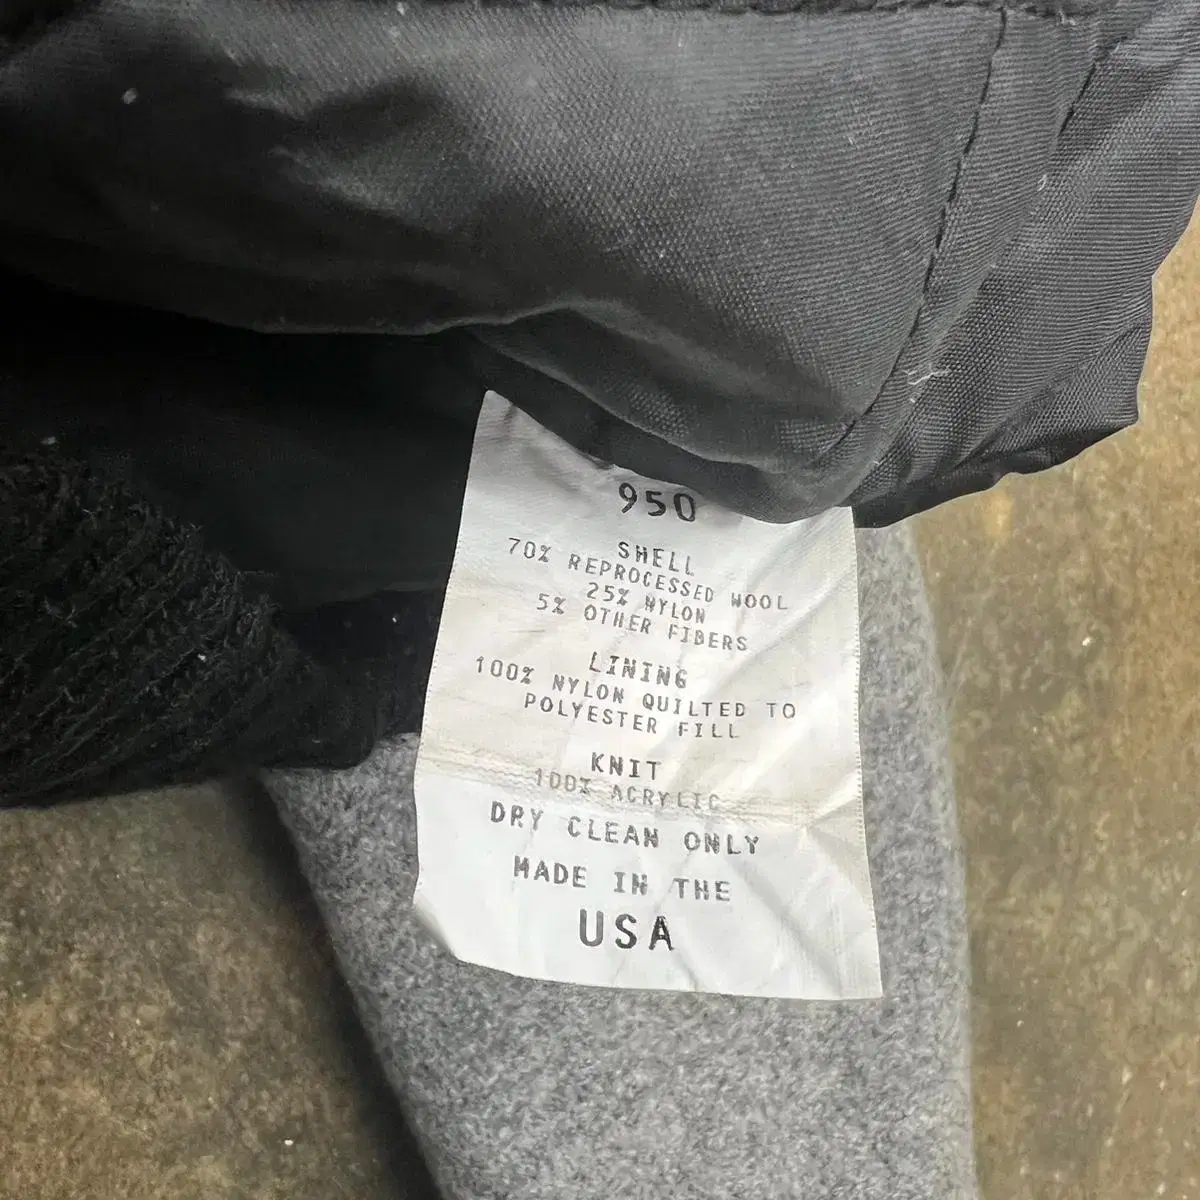 950
SHELL
70% REPROCESSED WOOL
25% NYLON
5% OTHER FIBERS
LINING
100% NYLON QUILTED TO
POLYESTER FILL
KNIT
100% ACRYLIC
DRY CLEAN ONLY
MADE IN THE
USA